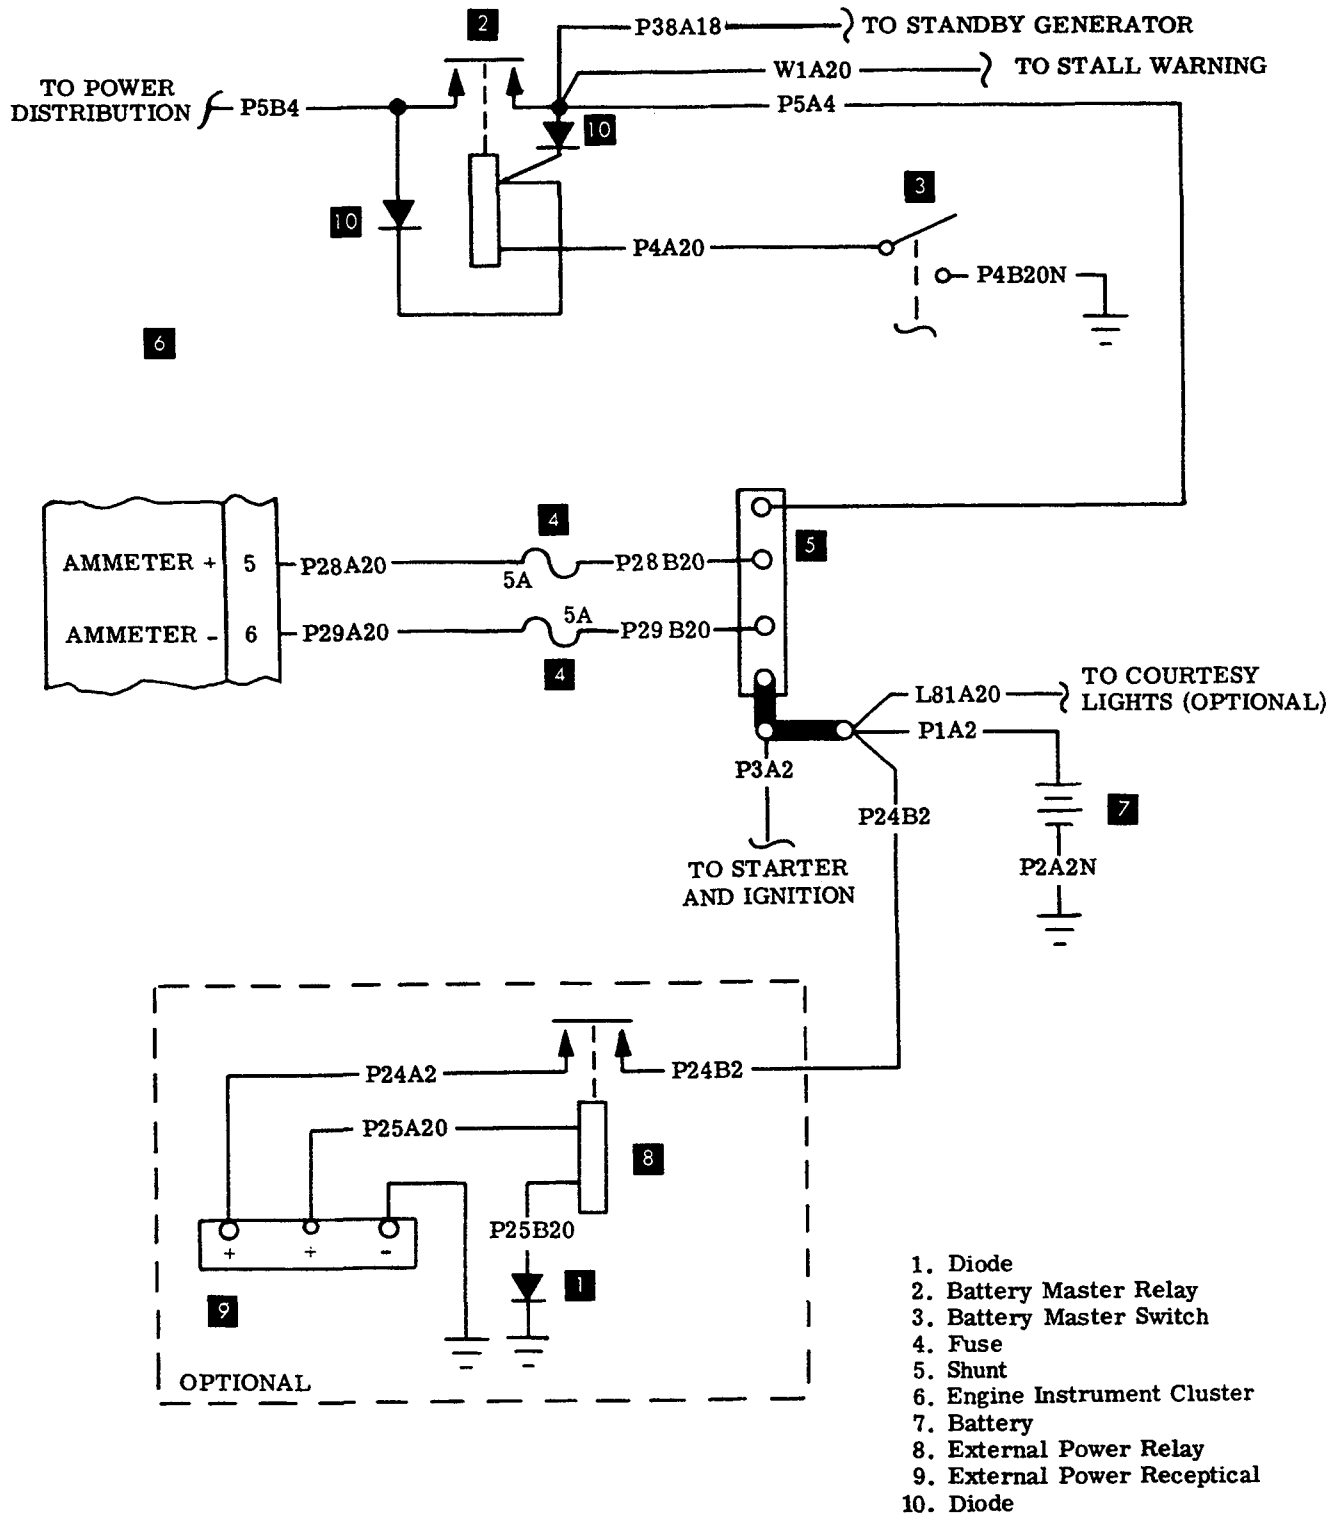 2
P38A18
TO STANDBY GENERATOR
W1A20
TO STALL WARNING
TO POWER
DISTRIBUTION
P5B4
P5A4
10
10
3
P4A20
P4B20N
6
4
5
AMMETER +
5
P28A20
5A
P28B20
AMMETER -
6
P29A20
5A
P29B20
4
L81A20
TO COURTESY
LIGHTS (OPTIONAL)
P1A2
P3A2
P24B2
7
TO STARTER
AND IGNITION
P2A2N
P24A2
P24B2
P25A20
8
P25B20
+
+
-
1
9
OPTIONAL
1. Diode
2. Battery Master Relay
3. Battery Master Switch
4. Fuse
5. Shunt
6. Engine Instrument Cluster
7. Battery
8. External Power Relay
9. External Power Receptical
10. Diode